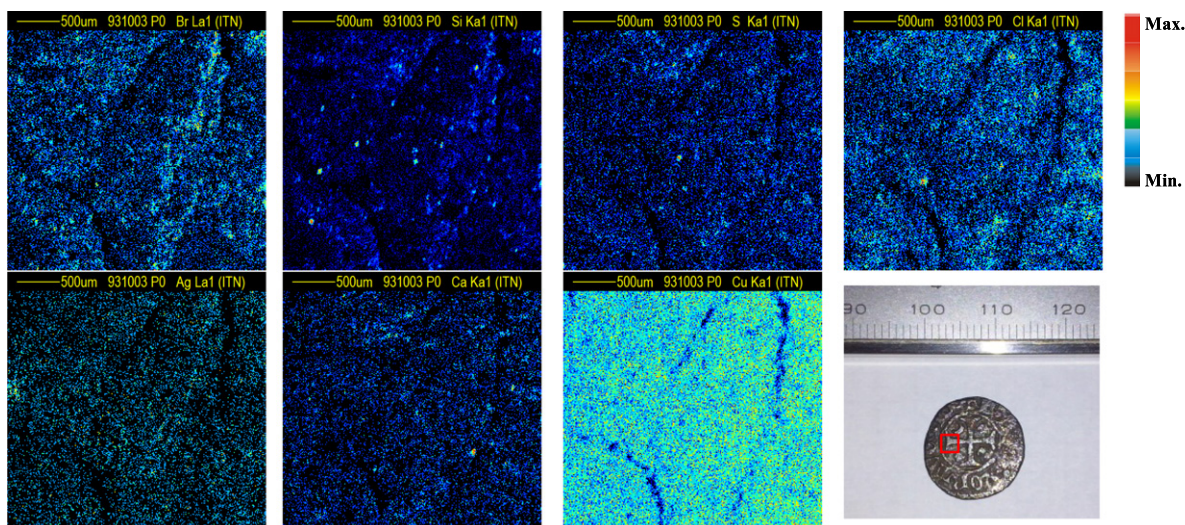 500um 931003 P0 Br La1 (ITN)
500um 931003 P0 Si Ka1 (ITN)
500um 931003 P0 S Ka1 (ITN)
500um 931003 P0 Cl Ka1 (ITN)
Max.
Min.
500um 931003 P0 Ag La1 (ITN)
500um 931003 P0 Ca Ka1 (ITN)
500um 931003 P0 Cu Ka1 (ITN)
90 100 110 120